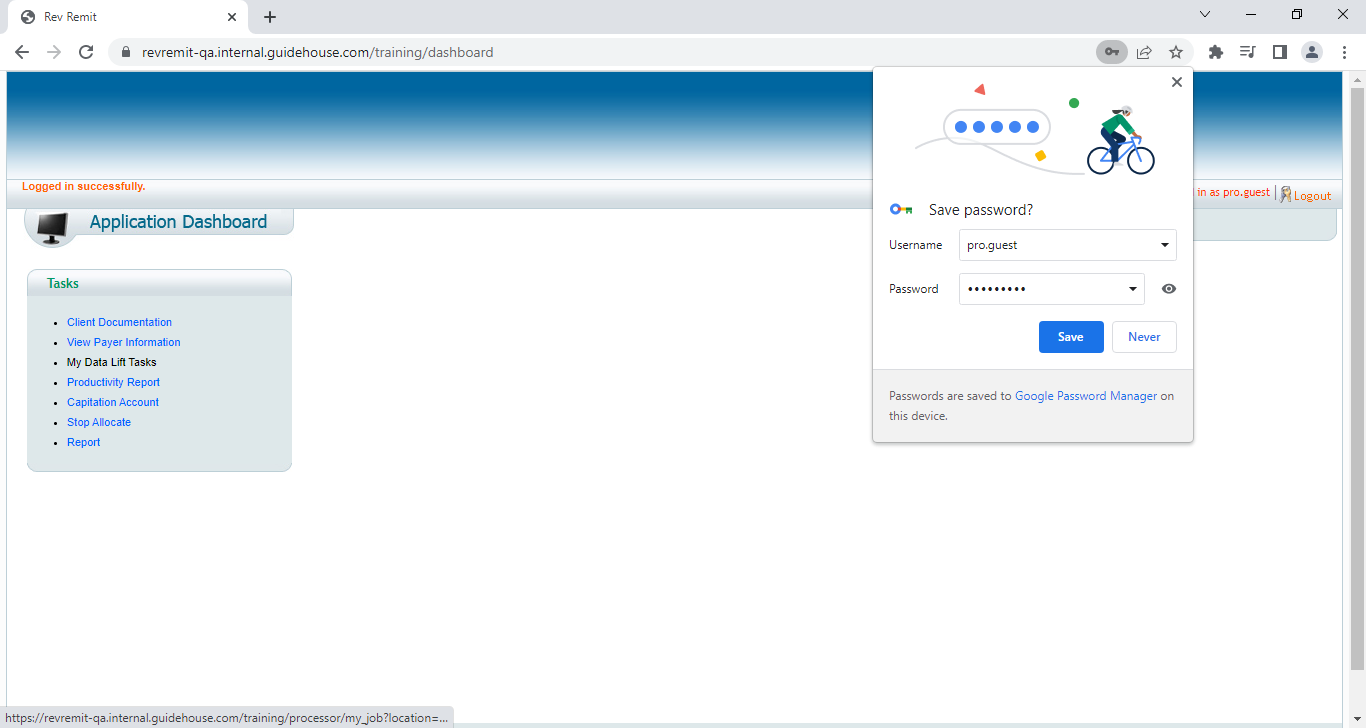 Rev Remit
revremit-qa.internal.guidehouse.com/training/dashboard
Logged in successfully.
in as pro.guest | Logout
Application Dashboard
Tasks
Client Documentation
View Payer Information
My Data Lift Tasks
Productivity Report
Capitation Account
Stop Allocate
Report
Save password?
Username pro.guest
Password •••••••••
Save Never
Passwords are saved to Google Password Manager on
this device.
https://revremit-qa.internal.guidehouse.com/training/processor/my_job?location=...